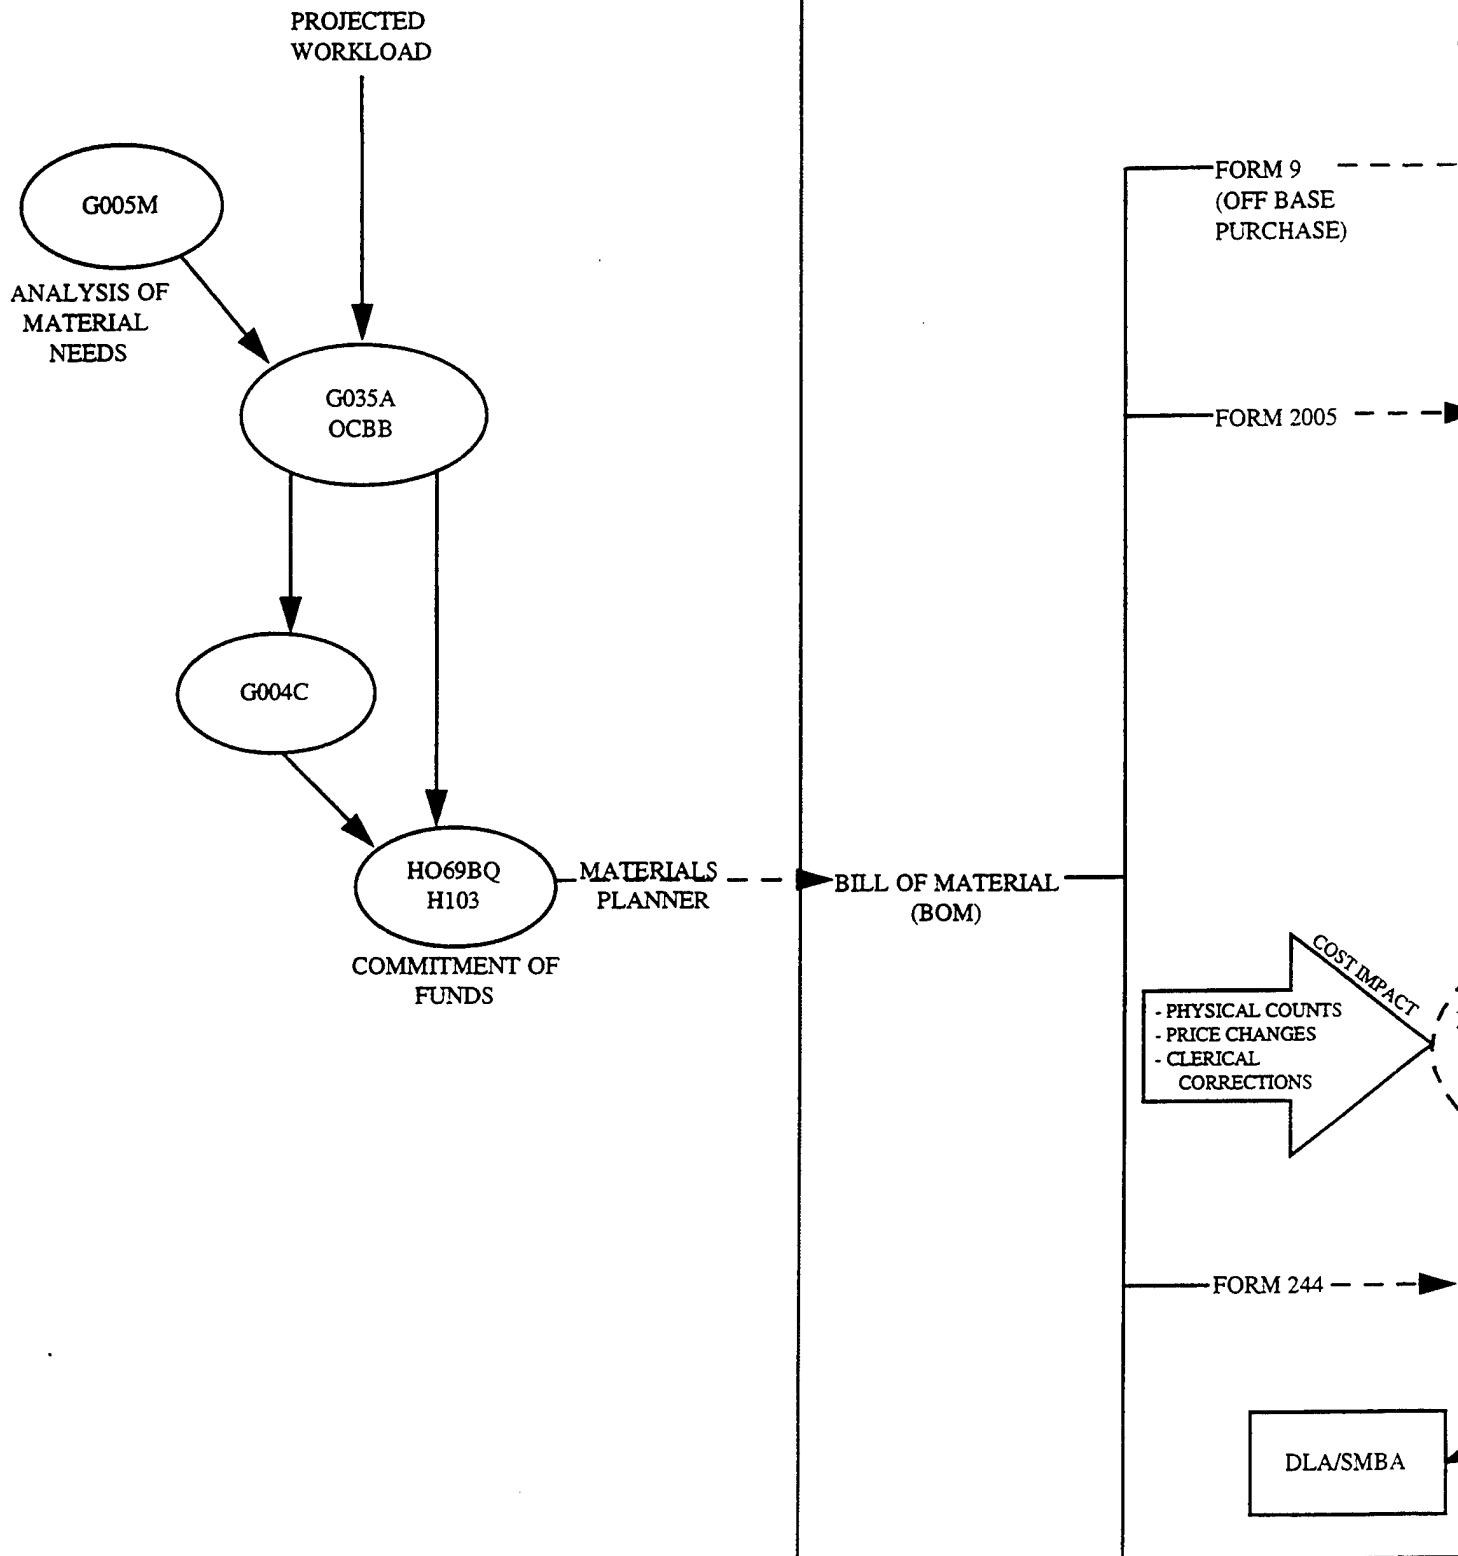 PROJECTED
WORKLOAD
G005M
ANALYSIS OF
MATERIAL
NEEDS
G035A
OCBB
G004C
HO69BQ
H103
COMMITMENT OF
FUNDS
MATERIALS
PLANNER
BILL OF MATERIAL
(BOM)
FORM 9
(OFF BASE
PURCHASE)
FORM 2005
COST IMPACT
- PHYSICAL COUNTS
- PRICE CHANGES
- CLERICAL
CORRECTIONS
FORM 244
DLA/SMBA